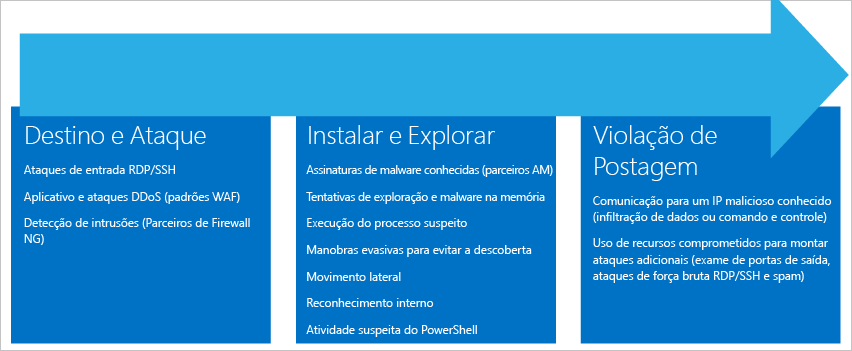 Destino e Ataque
Ataques de entrada RDP/SSH
Aplicativo e ataques DDoS (padrões WAF)
Detecção de intrusões (Parceiros de Firewall
NG)
Instalar e Explorar
Assinaturas de malware conhecidas (parceiros AM)
Tentativas de exploração e malware na memória
Execução do processo suspeito
Manobras evasivas para evitar a descoberta
Movimento lateral
Reconhecimento interno
Atividade suspeita do PowerShell
Violação de
Postagem
Comunicação para um IP malicioso conhecido
(infiltração de dados ou comando e controle)
Uso de recursos comprometidos para montar
ataques adicionais (exame de portas de saída,
ataques de força bruta RDP/SSH e spam)